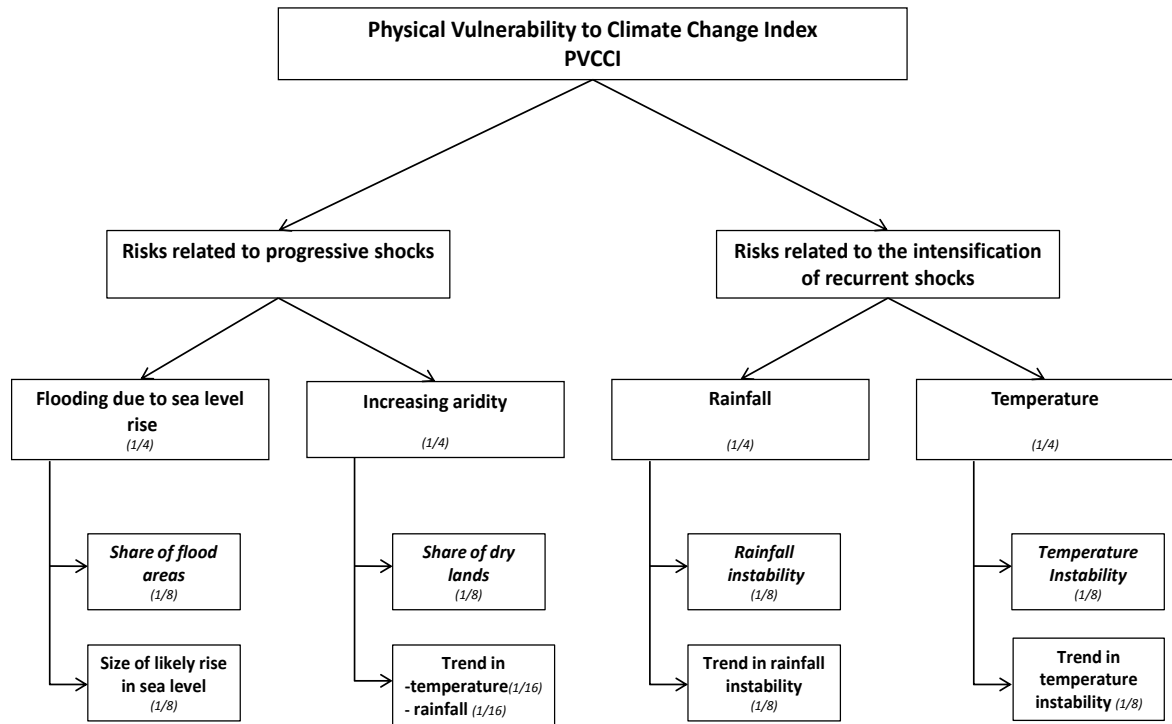 Physical Vulnerability to Climate Change Index
PVCCI
Risks related to progressive shocks
Risks related to the intensification
of recurrent shocks
Flooding due to sea level
rise
(1/4)
Increasing aridity
(1/4)
Rainfall
(1/4)
Temperature
(1/4)
Share of flood
areas
(1/8)
Share of dry
lands
(1/8)
Rainfall
instability
(1/8)
Temperature
Instability
(1/8)
Size of likely rise
in sea level
(1/8)
Trend in
-temperature(1/16)
- rainfall (1/16)
Trend in rainfall
instability
(1/8)
Trend in
temperature
instability (1/8)